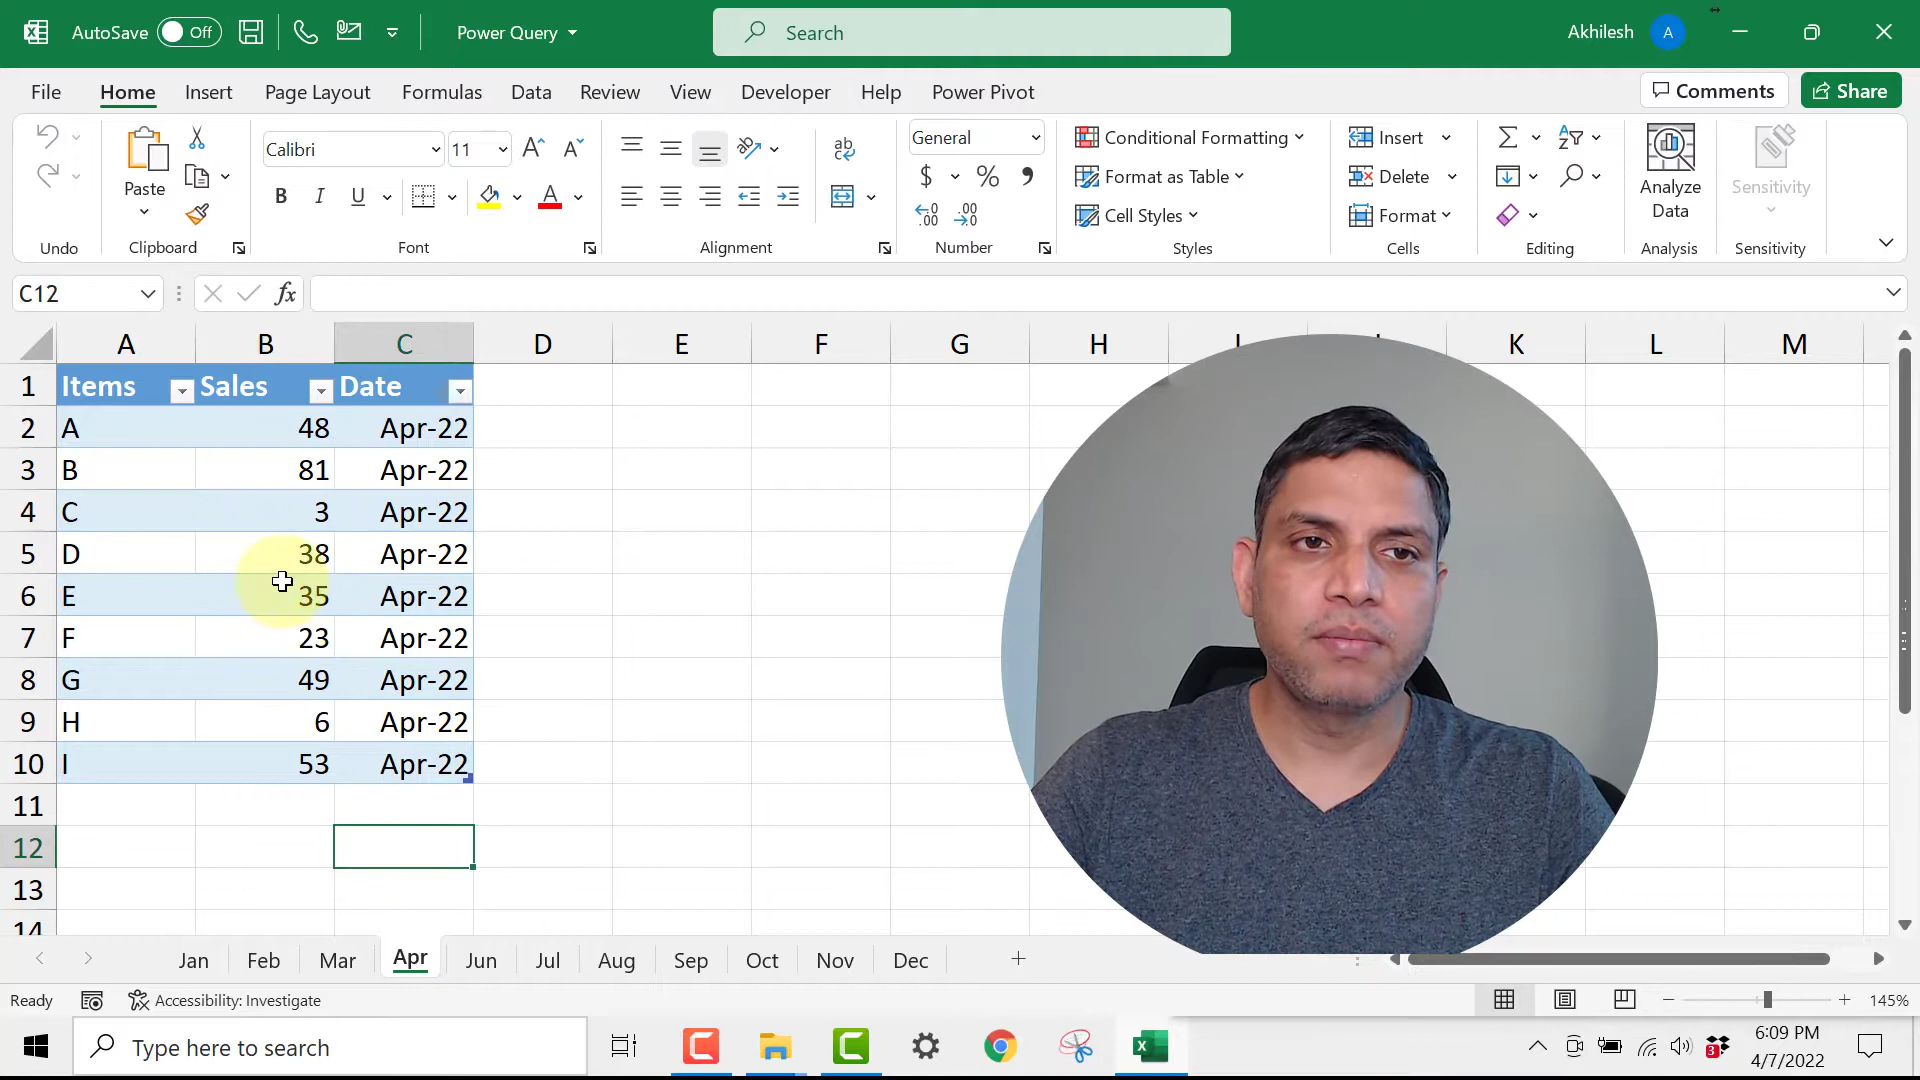 AutoSave Off Power Query Search Akhilesh A
File Home Insert Page Layout Formulas Data Review View Developer Help Power Pivot Comments Share
Calibri 11 General Conditional Formatting Insert
Paste B I U $ % Format as Table Delete Analyze Data Sensitivity
Cell Styles Format
Undo Clipboard Font Alignment Number Styles Cells Editing Analysis Sensitivity
C12 fx
A B C D E F G H K L M
1 Items Sales Date
2 A 48 Apr-22
3 B 81 Apr-22
4 C 3 Apr-22
5 D 38 Apr-22
6 E 35 Apr-22
7 F 23 Apr-22
8 G 49 Apr-22
9 H 6 Apr-22
10 I 53 Apr-22
11
12
13
14
Jan Feb Mar Apr Jun Jul Aug Sep Oct Nov Dec
Ready Accessibility: Investigate 145%
Type here to search 3 6:09 PM
4/7/2022